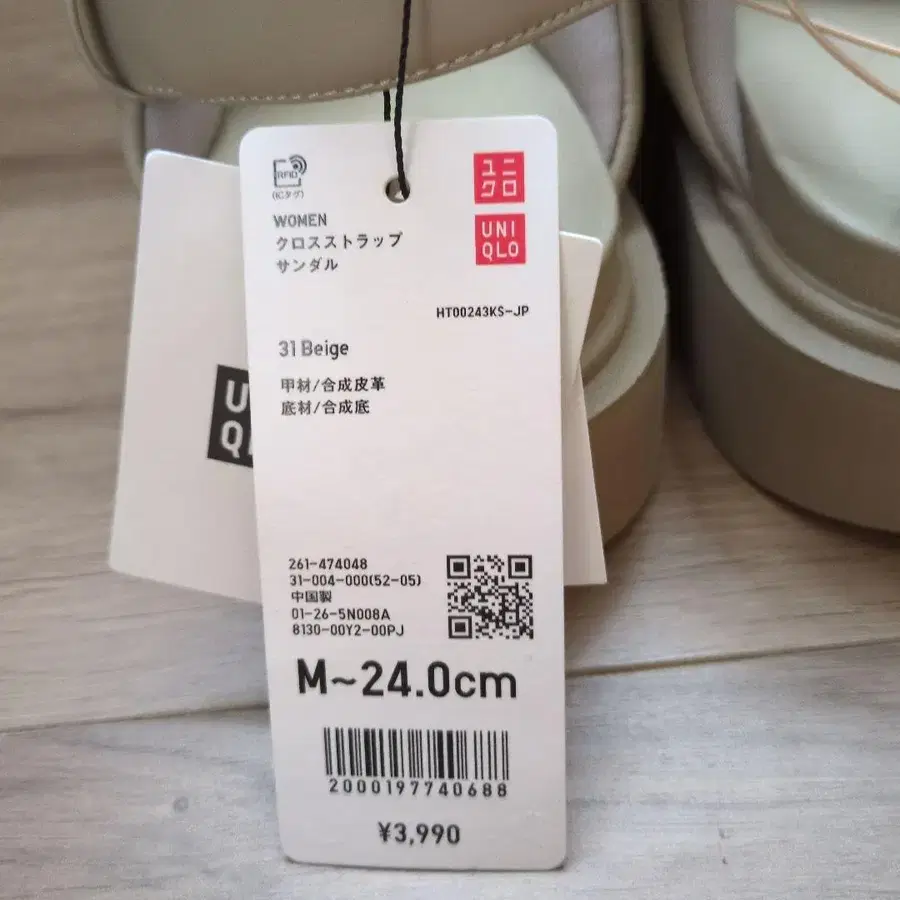 RFID
(ICタグ)
ユニ
クロ
UNI
QLO
WOMEN
クロスストラップ
サンダル
HT00243KS-JP
31 Beige
甲材/合成皮革
底材/合成底
261-474048
31-004-000(52-05)
中国製
01-26-5N008A
8130-00Y2-00PJ
M~24.0cm
2000197740688
¥3,990